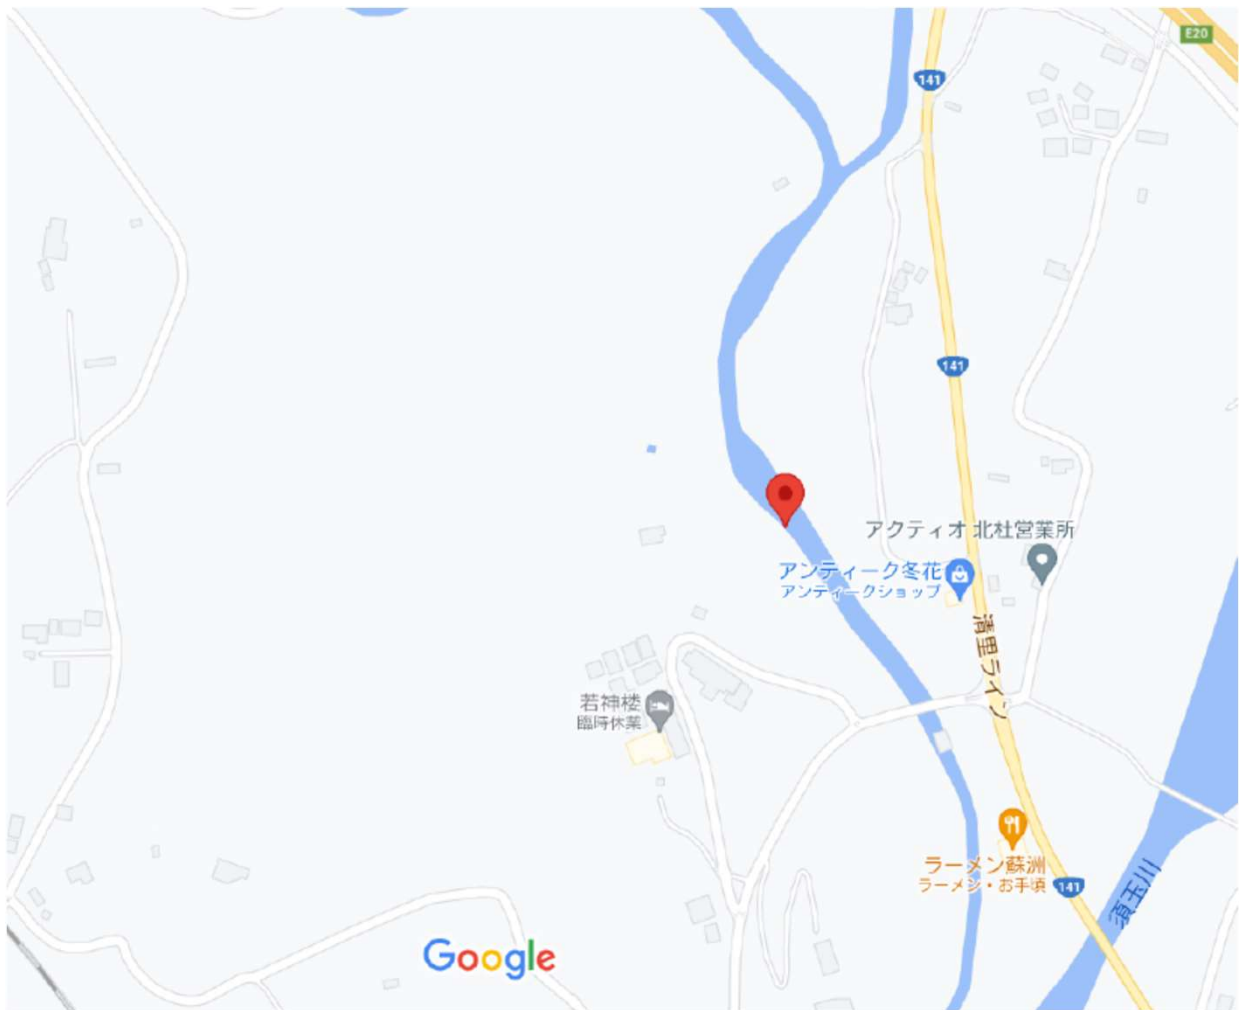 E20
141
141
アクティオ 北杜営業所
アンティーク冬花
アンティークショップ
清里ライン
若神楼
臨時休業
ラーメン蘇洲
ラーメン・お手頃
141
須玉川
Google